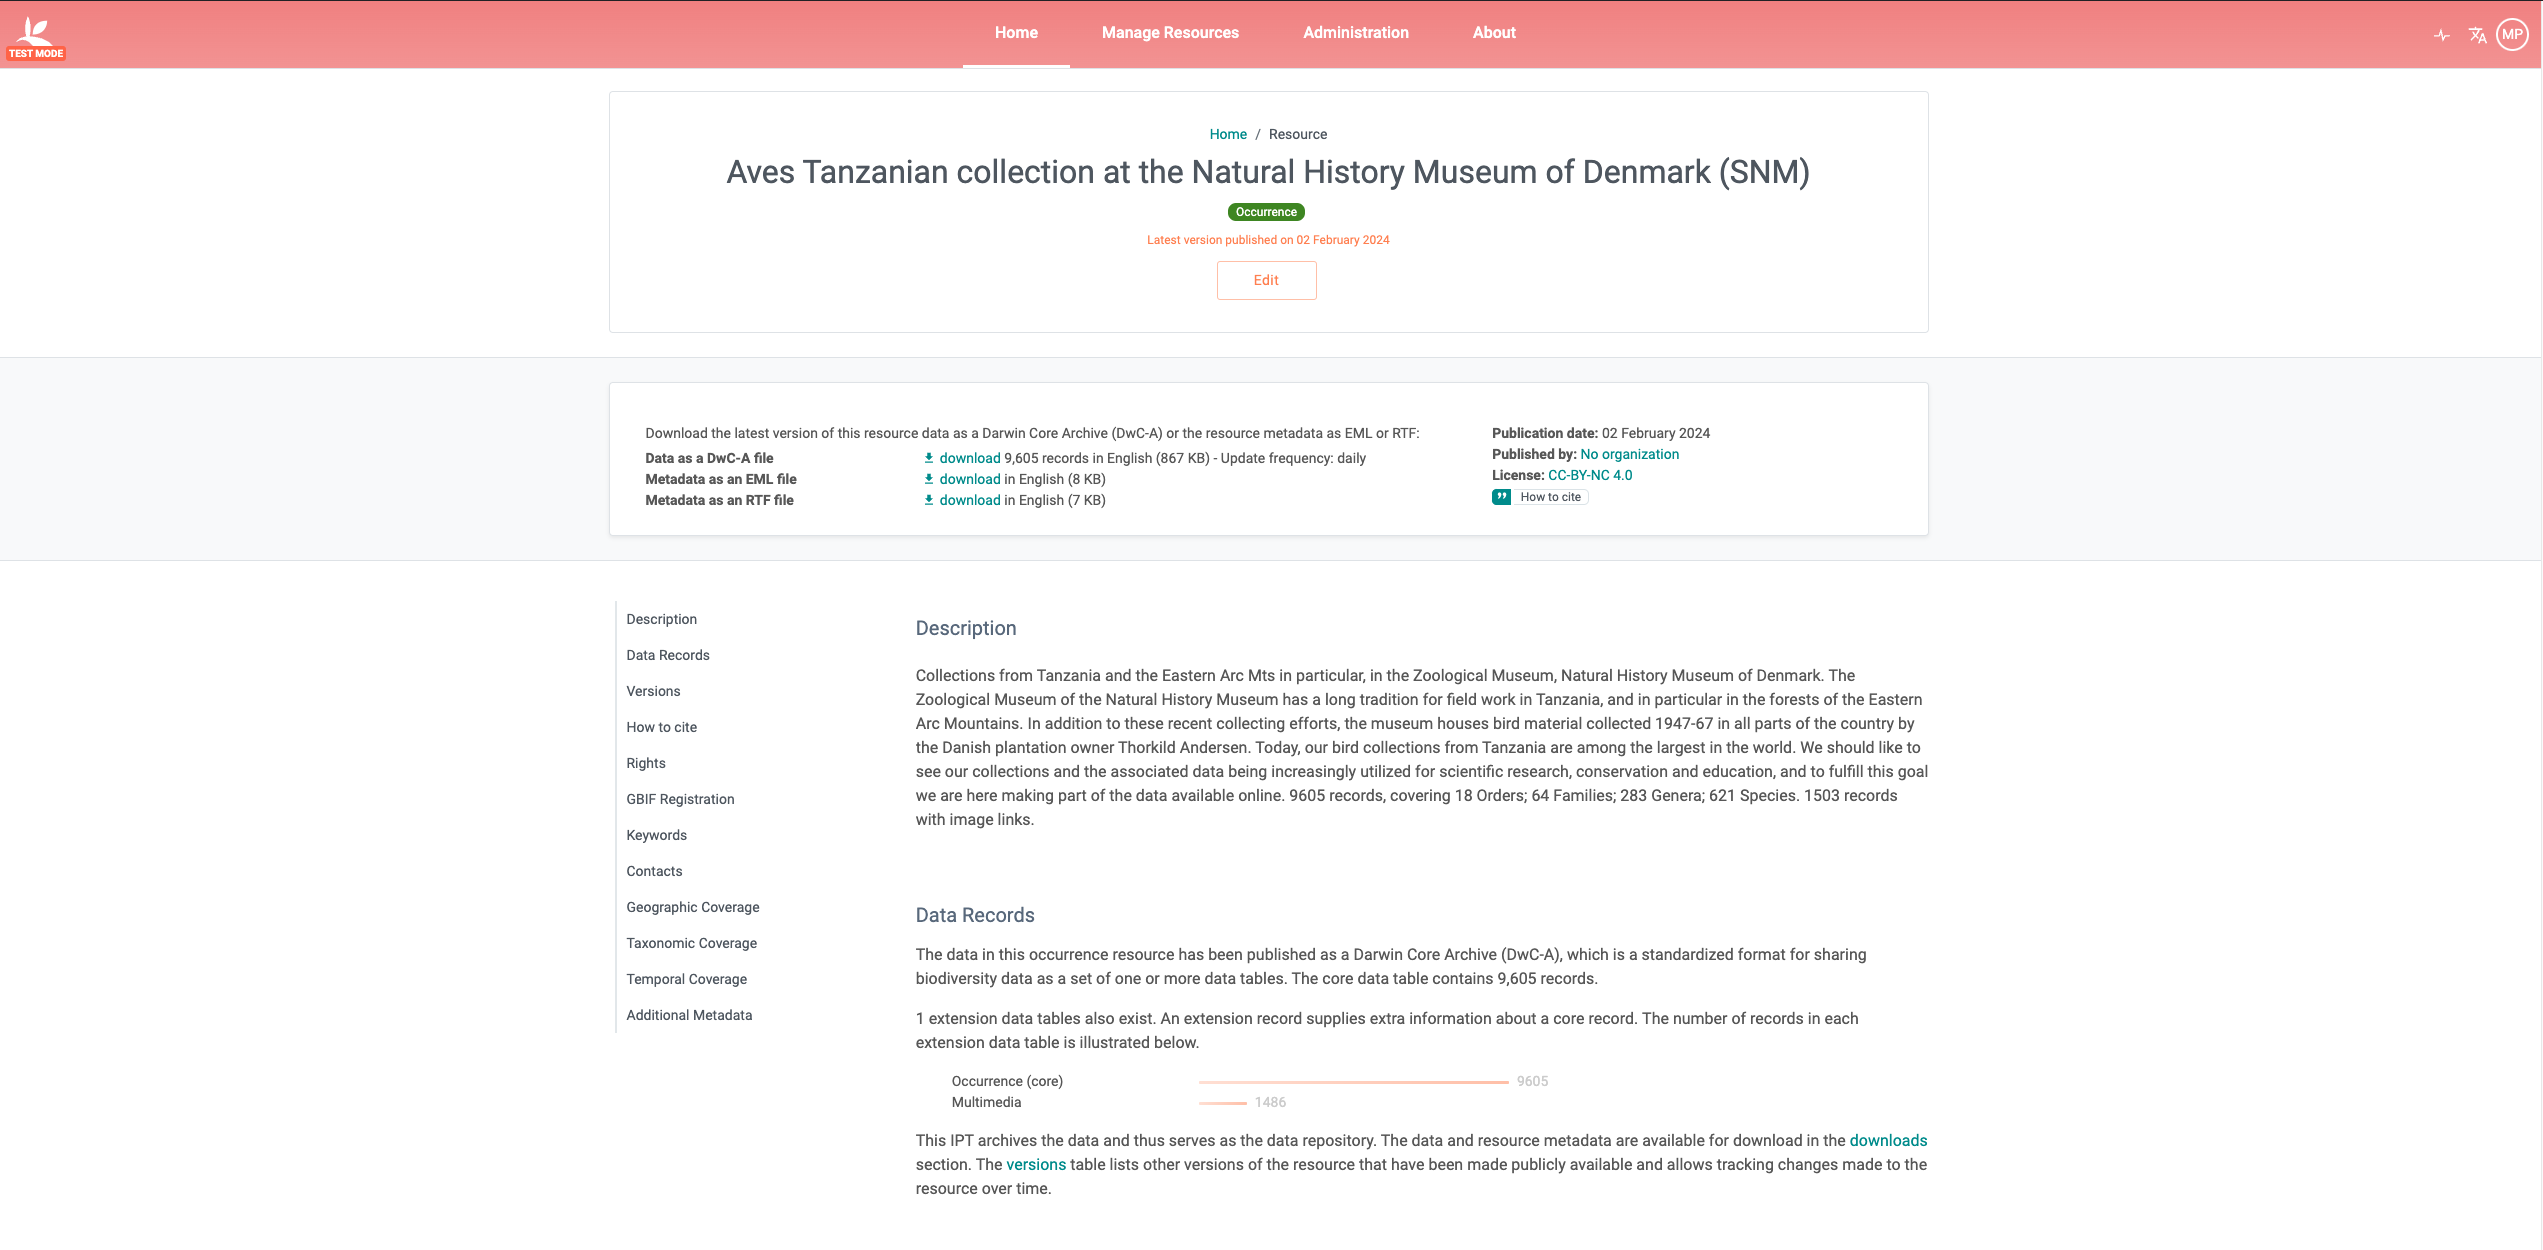 TEST MODE
Home
Manage Resources
Administration
About
MP
Home / Resource
Aves Tanzanian collection at the Natural History Museum of Denmark (SNM)
Occurrence
Latest version published on 02 February 2024
Edit
Download the latest version of this resource data as a Darwin Core Archive (DwC-A) or the resource metadata as EML or RTF:
Data as a DwC-A file download 9,605 records in English (867 KB) - Update frequency: daily
Metadata as an EML file download in English (8 KB)
Metadata as an RTF file download in English (7 KB)
Publication date: 02 February 2024
Published by: No organization
License: CC-BY-NC 4.0
How to cite
Description
Data Records
Versions
How to cite
Rights
GBIF Registration
Keywords
Contacts
Geographic Coverage
Taxonomic Coverage
Temporal Coverage
Additional Metadata
Description
Collections from Tanzania and the Eastern Arc Mts in particular, in the Zoological Museum, Natural History Museum of Denmark. The
Zoological Museum of the Natural History Museum has a long tradition for field work in Tanzania, and in particular in the forests of the Eastern
Arc Mountains. In addition to these recent collecting efforts, the museum houses bird material collected 1947-67 in all parts of the country by
the Danish plantation owner Thorkild Andersen. Today, our bird collections from Tanzania are among the largest in the world. We should like to
see our collections and the associated data being increasingly utilized for scientific research, conservation and education, and to fulfill this goal
we are here making part of the data available online. 9605 records, covering 18 Orders; 64 Families; 283 Genera; 621 Species. 1503 records
with image links.
Data Records
The data in this occurrence resource has been published as a Darwin Core Archive (DwC-A), which is a standardized format for sharing
biodiversity data as a set of one or more data tables. The core data table contains 9,605 records.
1 extension data tables also exist. An extension record supplies extra information about a core record. The number of records in each
extension data table is illustrated below.
Occurrence (core) 9605
Multimedia 1486
This IPT archives the data and thus serves as the data repository. The data and resource metadata are available for download in the downloads
section. The versions table lists other versions of the resource that have been made publicly available and allows tracking changes made to the
resource over time.